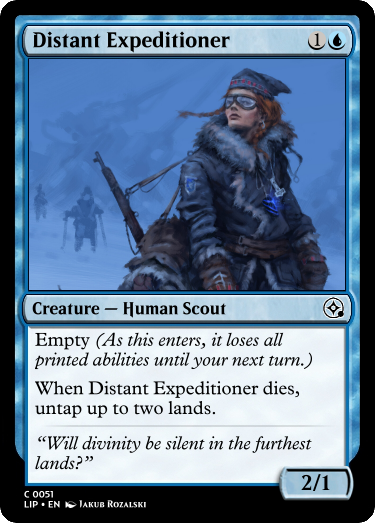 Distant Expeditioner 1
Creature — Human Scout
Empty (As this enters, it loses all
printed abilities until your next turn.)
When Distant Expeditioner dies,
untap up to two lands.
“Will divinity be silent in the furthest
lands?”
2/1
C 0051
LIP • EN Jakub Rozalski